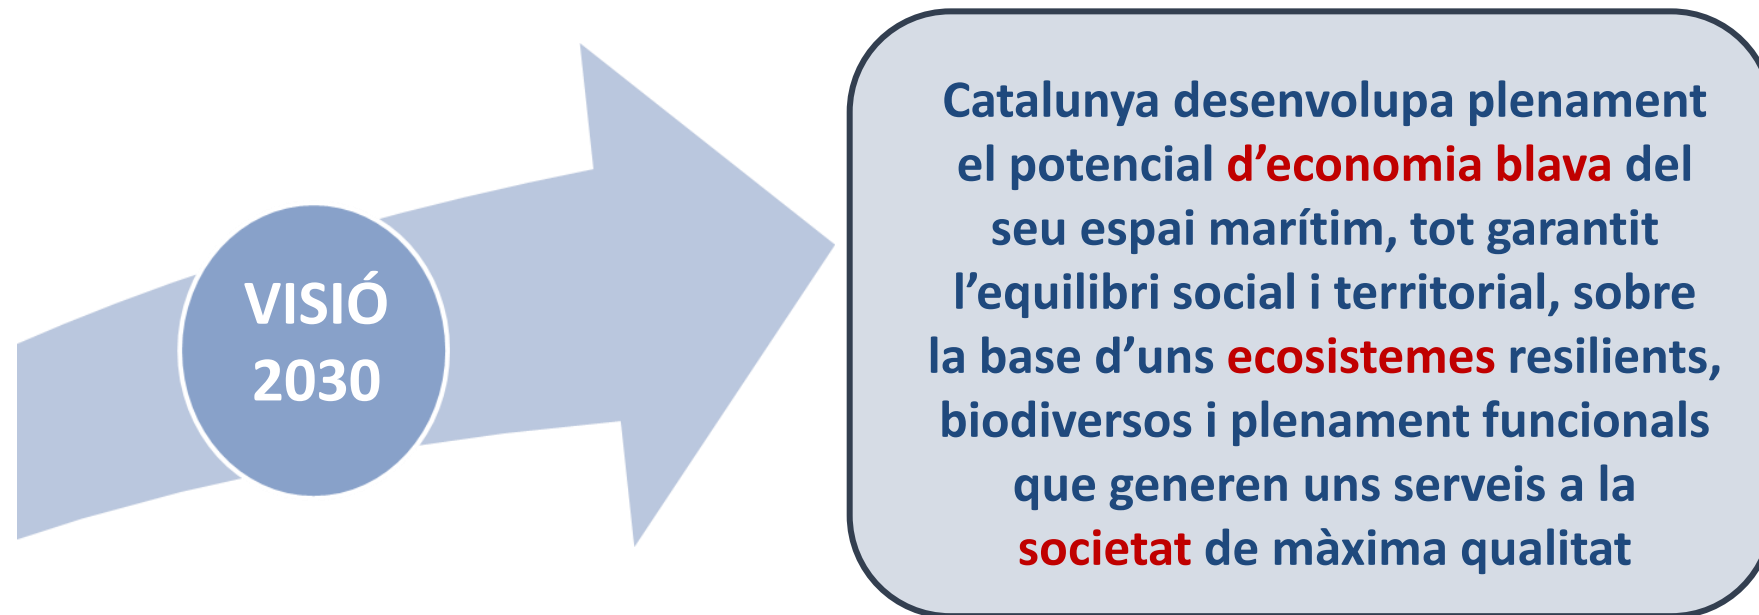 VISIÓ
2030
Catalunya desenvolupa plenament
el potencial d’economia blava del
seu espai marítim, tot garantit
l’equilibri social i territorial, sobre
la base d’uns ecosistemes resilients,
biodiversos i plenament funcionals
que generen uns serveis a la
societat de màxima qualitat